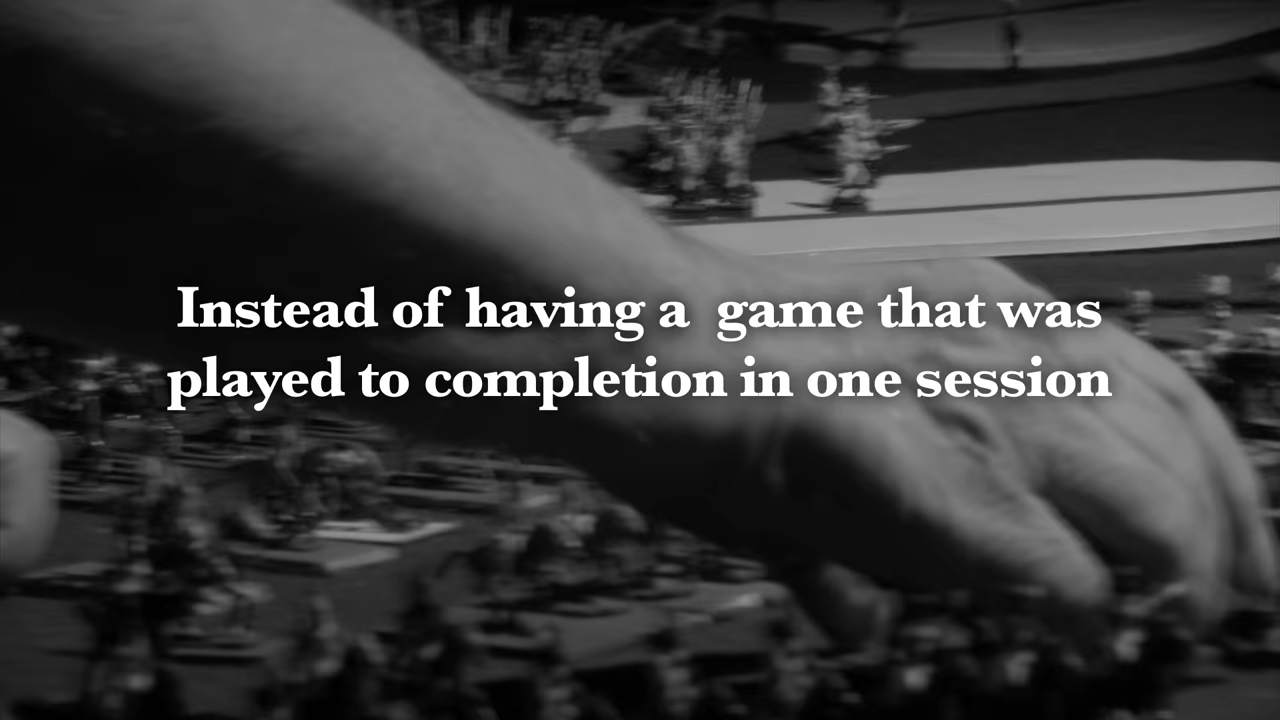 Instead of having a  game that was
played to completion in one session